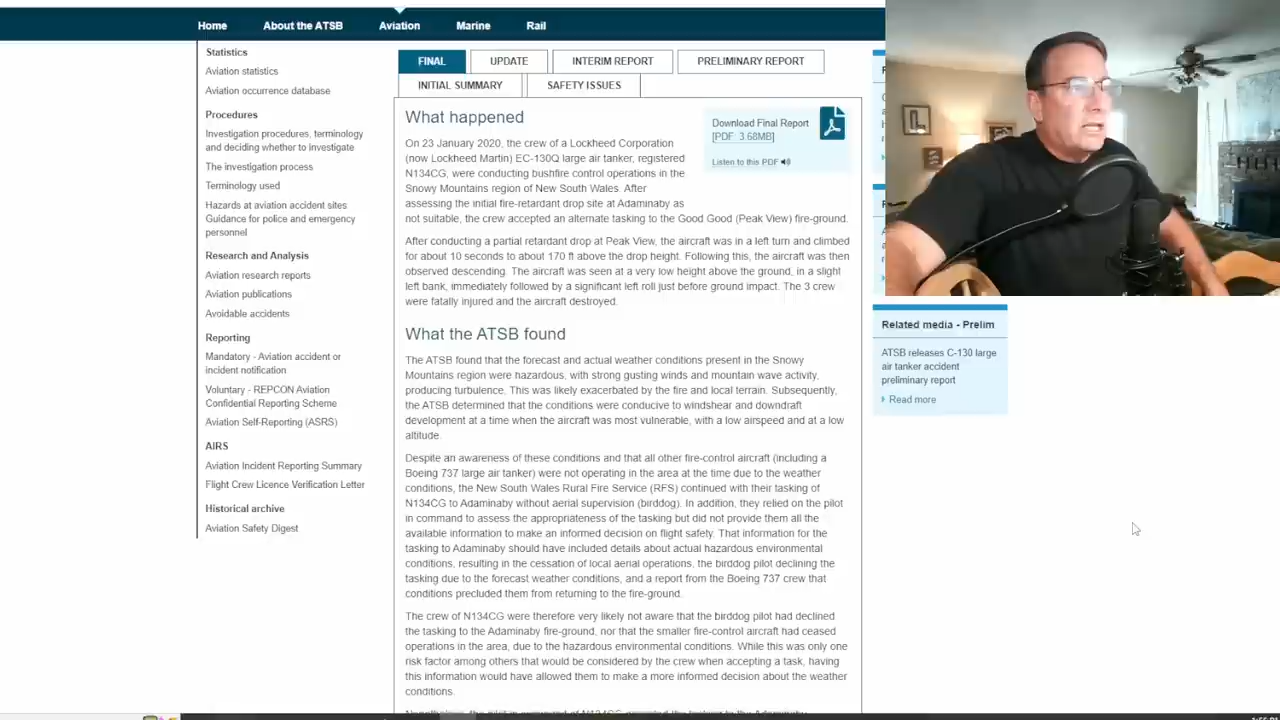 Home
About the ATSB
Aviation
Marine
Rail
Statistics
Aviation statistics
Aviation occurrence database
Procedures
Investigation procedures, terminology
and deciding whether to investigate
The investigation process
Terminology used
Hazards at aviation accident sites
Guidance for police and emergency
personnel
Research and Analysis
Aviation research reports
Aviation publications
Avoidable accidents
Reporting
Mandatory - Aviation accident or
incident notification
Voluntary - REPCON Aviation
Confidential Reporting Scheme
Aviation Self-Reporting (ASRS)
AIRS
Aviation Incident Reporting Summary
Flight Crew Licence Verification Letter
Historical archive
Aviation Safety Digest
FINAL
UPDATE
INTERIM REPORT
PRELIMINARY REPORT
INITIAL SUMMARY
SAFETY ISSUES
What happened
Download Final Report
[PDF 3.68MB]
Listen to this PDF
On 23 January 2020, the crew of a Lockheed Corporation
(now Lockheed Martin) EC-130Q large air tanker, registered
N134CG, were conducting bushfire control operations in the
Snowy Mountains region of New South Wales. After
assessing the initial fire-retardant drop site at Adaminaby as
not suitable, the crew accepted an alternate tasking to the Good Good (Peak View) fire-ground.
After conducting a partial retardant drop at Peak View, the aircraft was in a left turn and climbed
for about 10 seconds to about 170 ft above the drop height. Following this, the aircraft was then
observed descending. The aircraft was seen at a very low height above the ground, in a slight
left bank, immediately followed by a significant left roll just before ground impact. The 3 crew
were fatally injured and the aircraft destroyed.
What the ATSB found
The ATSB found that the forecast and actual weather conditions present in the Snowy
Mountains region were hazardous, with strong gusting winds and mountain wave activity,
producing turbulence. This was likely exacerbated by the fire and local terrain. Subsequently,
the ATSB determined that the conditions were conducive to windshear and downdraft
development at a time when the aircraft was most vulnerable, with a low airspeed and at a low
altitude.
Despite an awareness of these conditions and that all other fire-control aircraft (including a
Boeing 737 large air tanker) were not operating in the area at the time due to the weather
conditions, the New South Wales Rural Fire Service (RFS) continued with their tasking of
N134CG to Adaminaby without aerial supervision (birddog). In addition, they relied on the pilot
in command to assess the appropriateness of the tasking but did not provide them all the
available information to make an informed decision on flight safety. That information for the
tasking to Adaminaby should have included details about actual hazardous environmental
conditions, resulting in the cessation of local aerial operations, the birddog pilot declining the
tasking due to the forecast weather conditions, and a report from the Boeing 737 crew that
conditions precluded them from returning to the fire-ground.
The crew of N134CG were therefore very likely not aware that the birddog pilot had declined
the tasking to the Adaminaby fire-ground, nor that the smaller fire-control aircraft had ceased
operations in the area, due to the hazardous environmental conditions. While this was only one
risk factor among others that would be considered by the crew when accepting a task, having
this information would have allowed them to make a more informed decision about the weather
conditions.
Related media - Prelim
ATSB releases C-130 large
air tanker accident
preliminary report
Read more